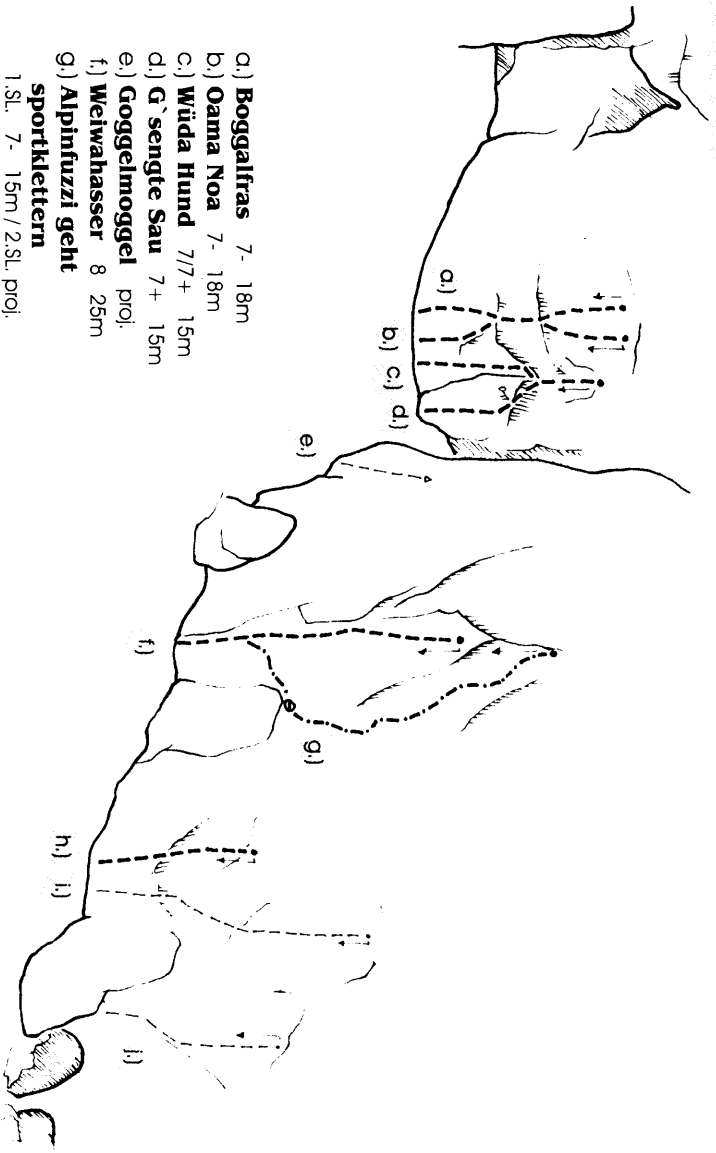 a.) Boggalfras 7- 18m
b.) Oama Noa 7- 18m
c.) Wüda Hund 7/7+ 15m
d.) G`sengte Sau 7+ 15m
e.) Goggelmoggel proj.
f.) Weiwahasser 8 25m
g.) Alpinfuzzi geht
sportklettern
1.SL. 7- 15m / 2.SL. proj.
a.)
b.)
c.)
d.)
e.)
f.)
g.)
h.)
i.)
j.)